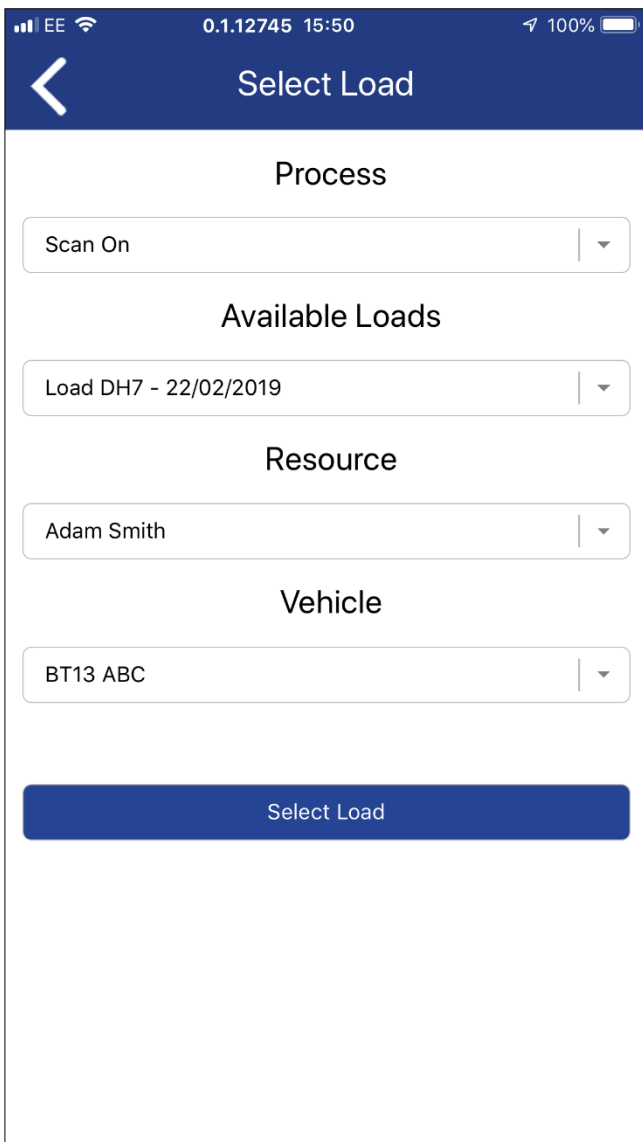 EE 0.1.12745 15:50 100%
Select Load
Process
Scan On
Available Loads
Load DH7 - 22/02/2019
Resource
Adam Smith
Vehicle
BT13 ABC
Select Load